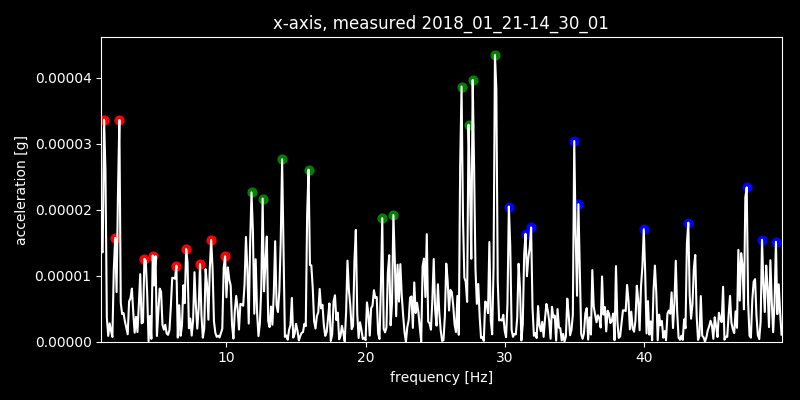 x-axis, measured 2018_01_21-14_30_01
acceleration [g]
0.00004
0.00003
0.00002
0.00001
0.00000
10 20 30 40
frequency [Hz]